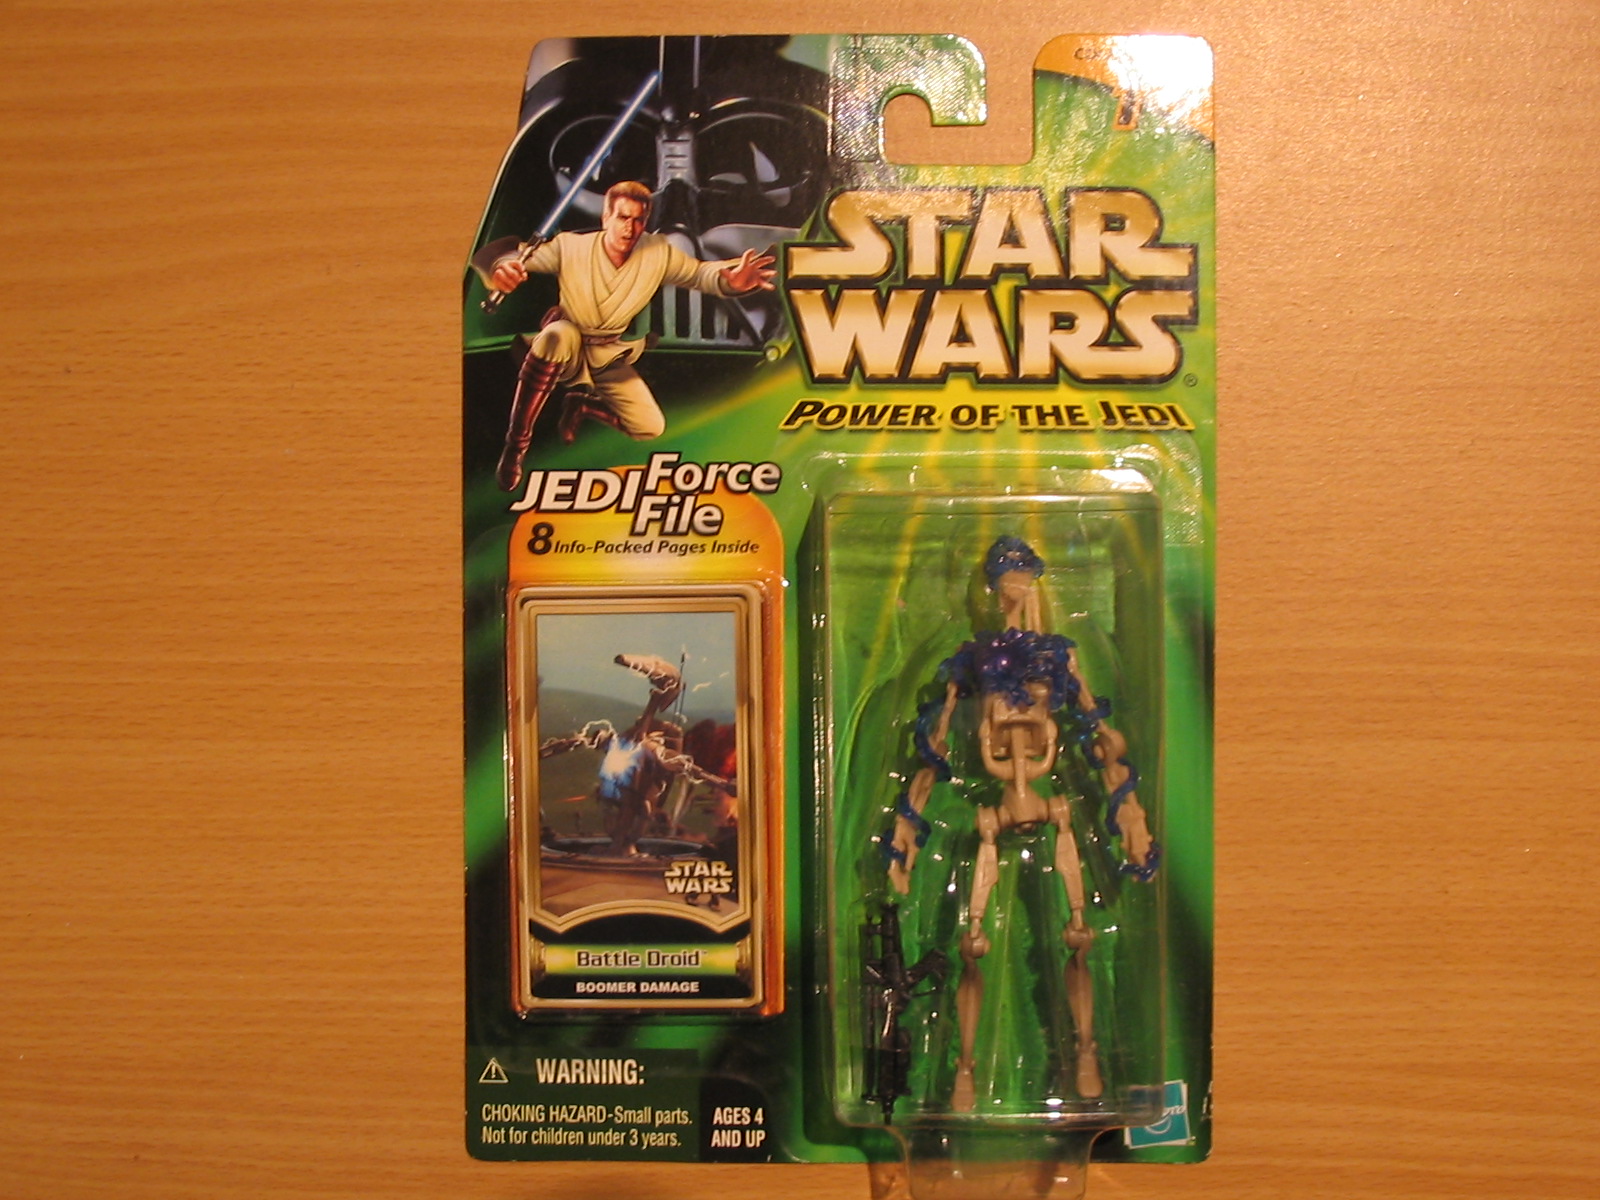 STAR
WARS®
POWER OF THE JEDI
JEDI Force
File
8 Info-Packed Pages Inside
STAR
WARS
Battle Droid™
BOOMER DAMAGE
WARNING:
CHOKING HAZARD-Small parts.
Not for children under 3 years.
AGES 4
AND UP